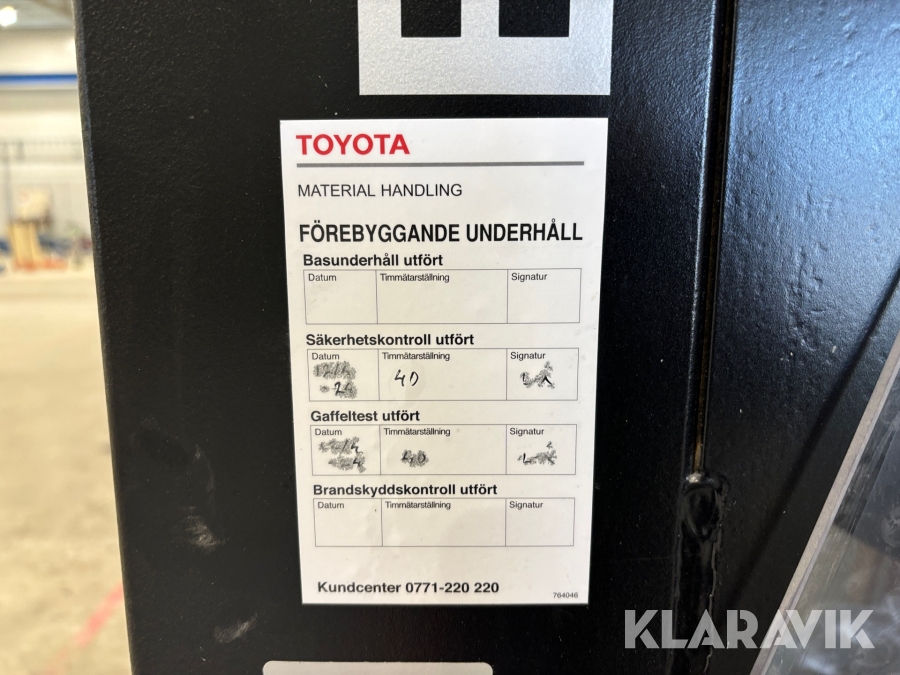 TOYOTA
MATERIAL HANDLING
FÖREBYGGANDE UNDERHÅLL
Basunderhåll utfört
Datum Timmätarställning Signatur
Säkerhetskontroll utfört
Datum Timmätarställning Signatur
40
Gaffeltest utfört
Datum Timmätarställning Signatur
Brandskyddskontroll utfört
Datum Timmätarställning Signatur
Kundcenter 0771-220 220
764046
KLARAVIK